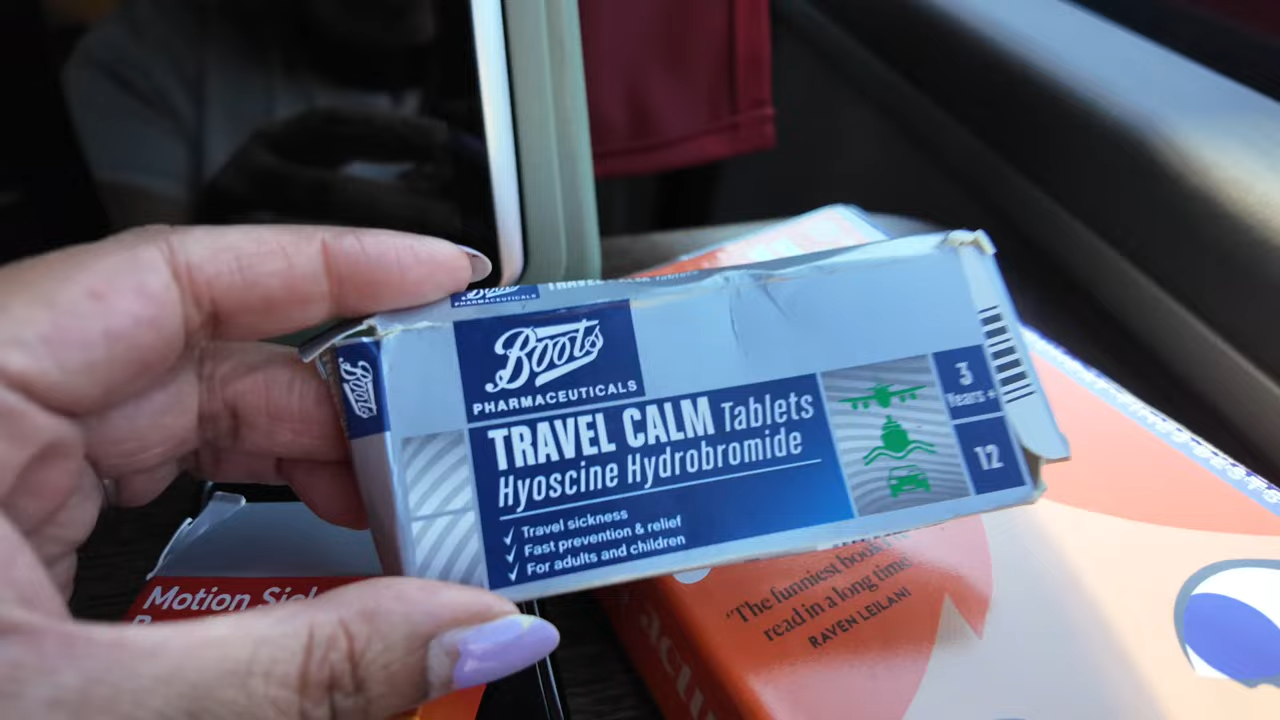 Boots
PHARMACEUTICALS
TRAVEL CALM Tablets
Boots
Boots
PHARMACEUTICALS
TRAVEL CALM Tablets
Hyoscine Hydrobromide
Travel sickness
Fast prevention & relief
For adults and children
3
Years +
12
Motion
"The funniest book
read in a long time
RAVEN LEILANI